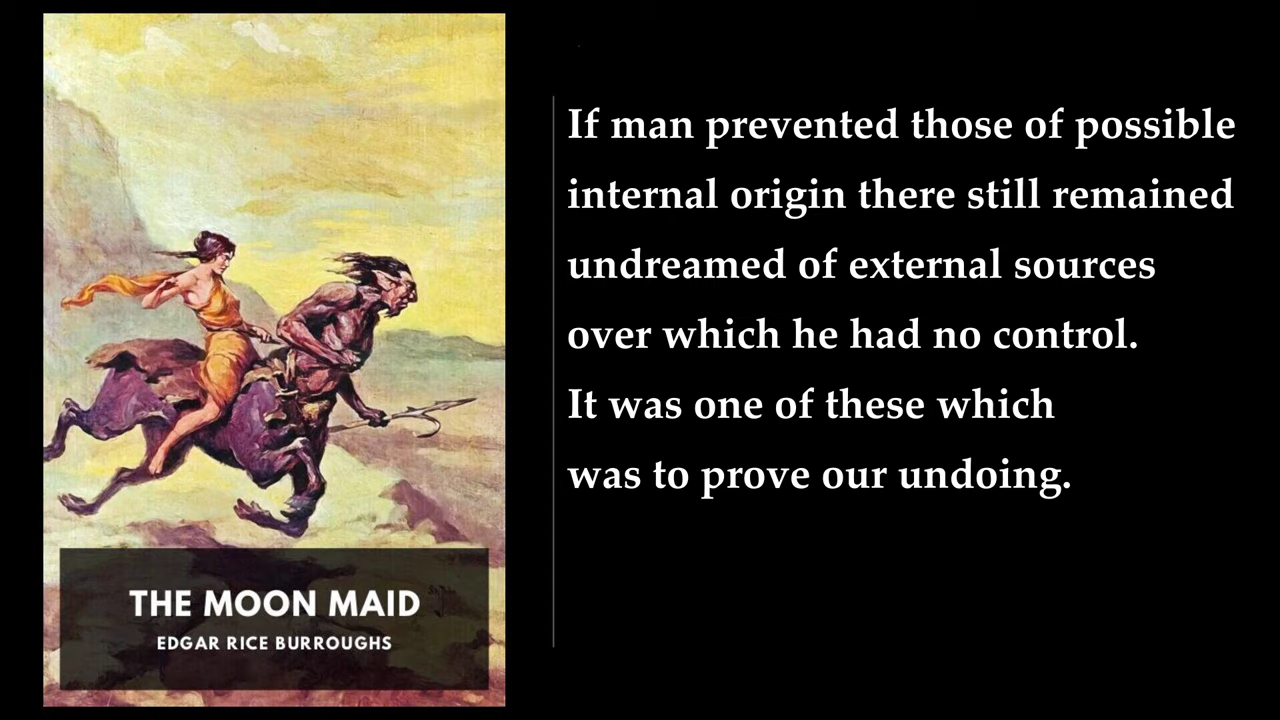 If man prevented those of possible
internal origin there still remained
undreamed of external sources
over which he had no control.
It was one of these which
was to prove our undoing.
THE MOON MAID
EDGAR RICE BURROUGHS